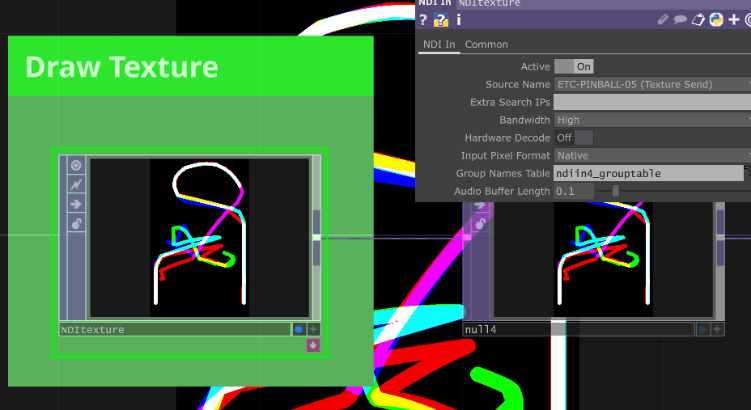 NDI In NDItexture
? ? i
NDI In Common
Active On
Source Name ETC-PINBALL-05 (Texture Send)
Extra Search IPs
Bandwidth High
Hardware Decode Off
Input Pixel Format Native
Group Names Table ndiin4_grouptable
Audio Buffer Length 0.1
Draw Texture
NDItexture
null4